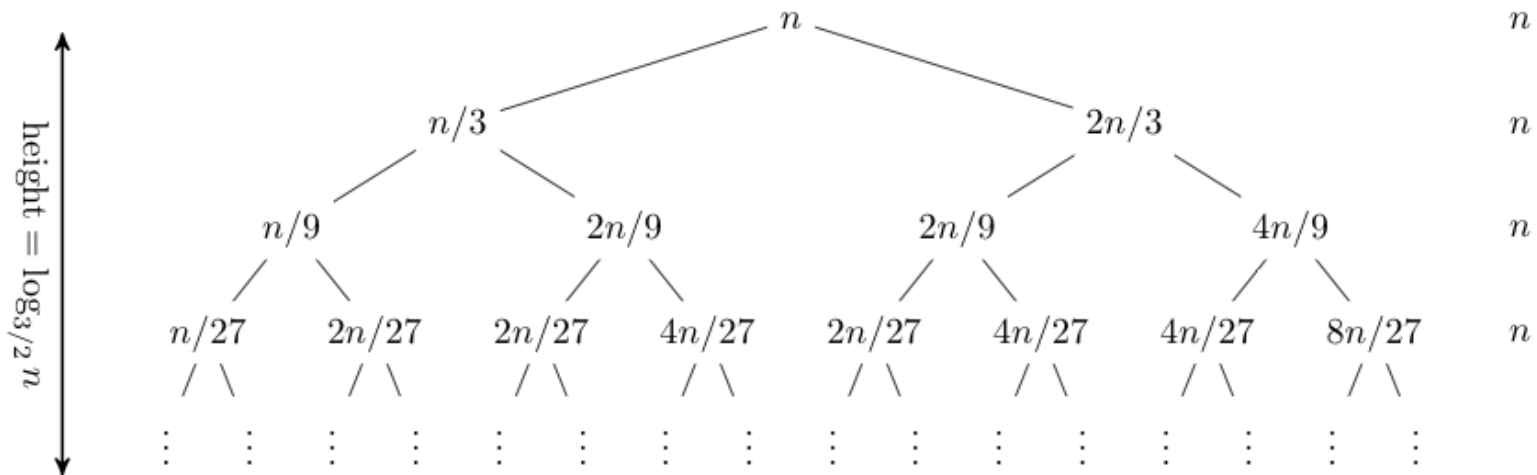 n n
n/3 2n/3 n
n/9 2n/9 2n/9 4n/9 n
n/27 2n/27 2n/27 4n/27 2n/27 4n/27 4n/27 8n/27 n
⋮ ⋮ ⋮ ⋮ ⋮ ⋮ ⋮ ⋮ ⋮ ⋮ ⋮ ⋮ ⋮ ⋮ ⋮ ⋮
height = log_{3/2} n